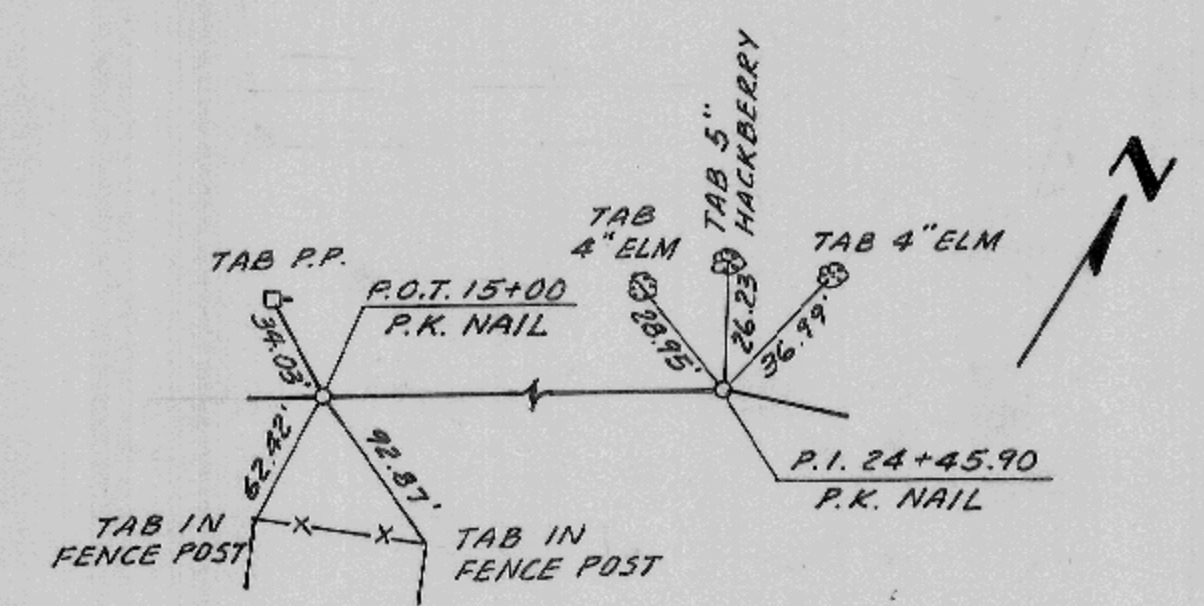 TAB 5"
HACKBERRY
N
TAB
4" ELM
TAB 4" ELM
TAB P.P.
P.O.T. 15+00
P.K. NAIL
34.03'
28.95'
26.23
36.99'
62.42'
92.87'
P.I. 24+45.90
P.K. NAIL
TAB IN
FENCE POST
X
X
TAB IN
FENCE POST